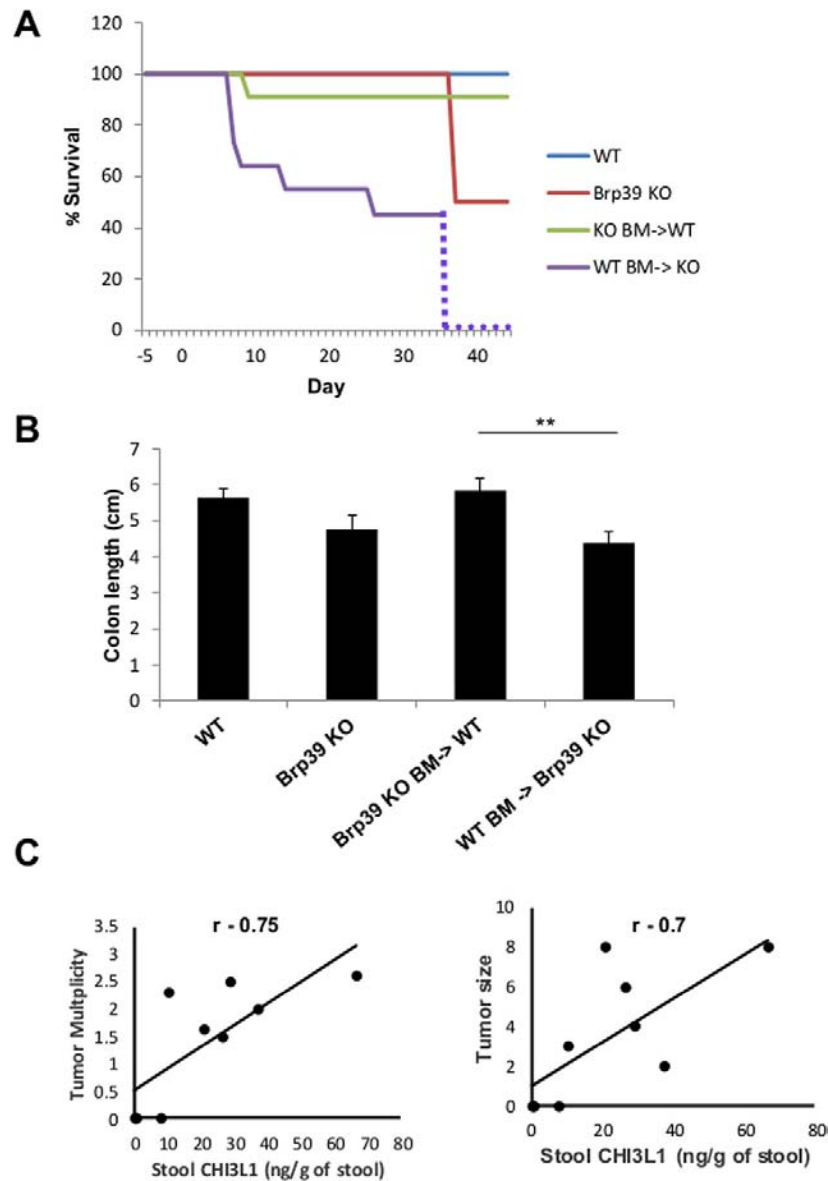 A
120
100
80
60
40
20
0
% Survival
-5 0 10 20 30 40
Day
WT
Brp39 KO
KO BM->WT
WT BM-> KO
B
**
7
6
5
4
3
2
1
0
Colon length (cm)
WT
Brp39 KO
Brp39 KO BM-> WT
WT BM -> Brp39 KO
C
r - 0.75
3.5
3
2.5
2
1.5
1
0.5
0
Tumor Multplicity
0 10 20 30 40 50 60 70 80
Stool CHI3L1 (ng/g of stool)
r - 0.7
10
8
6
4
2
0
Tumor size
0 20 40 60 80
Stool CHI3L1 (ng/g of stool)